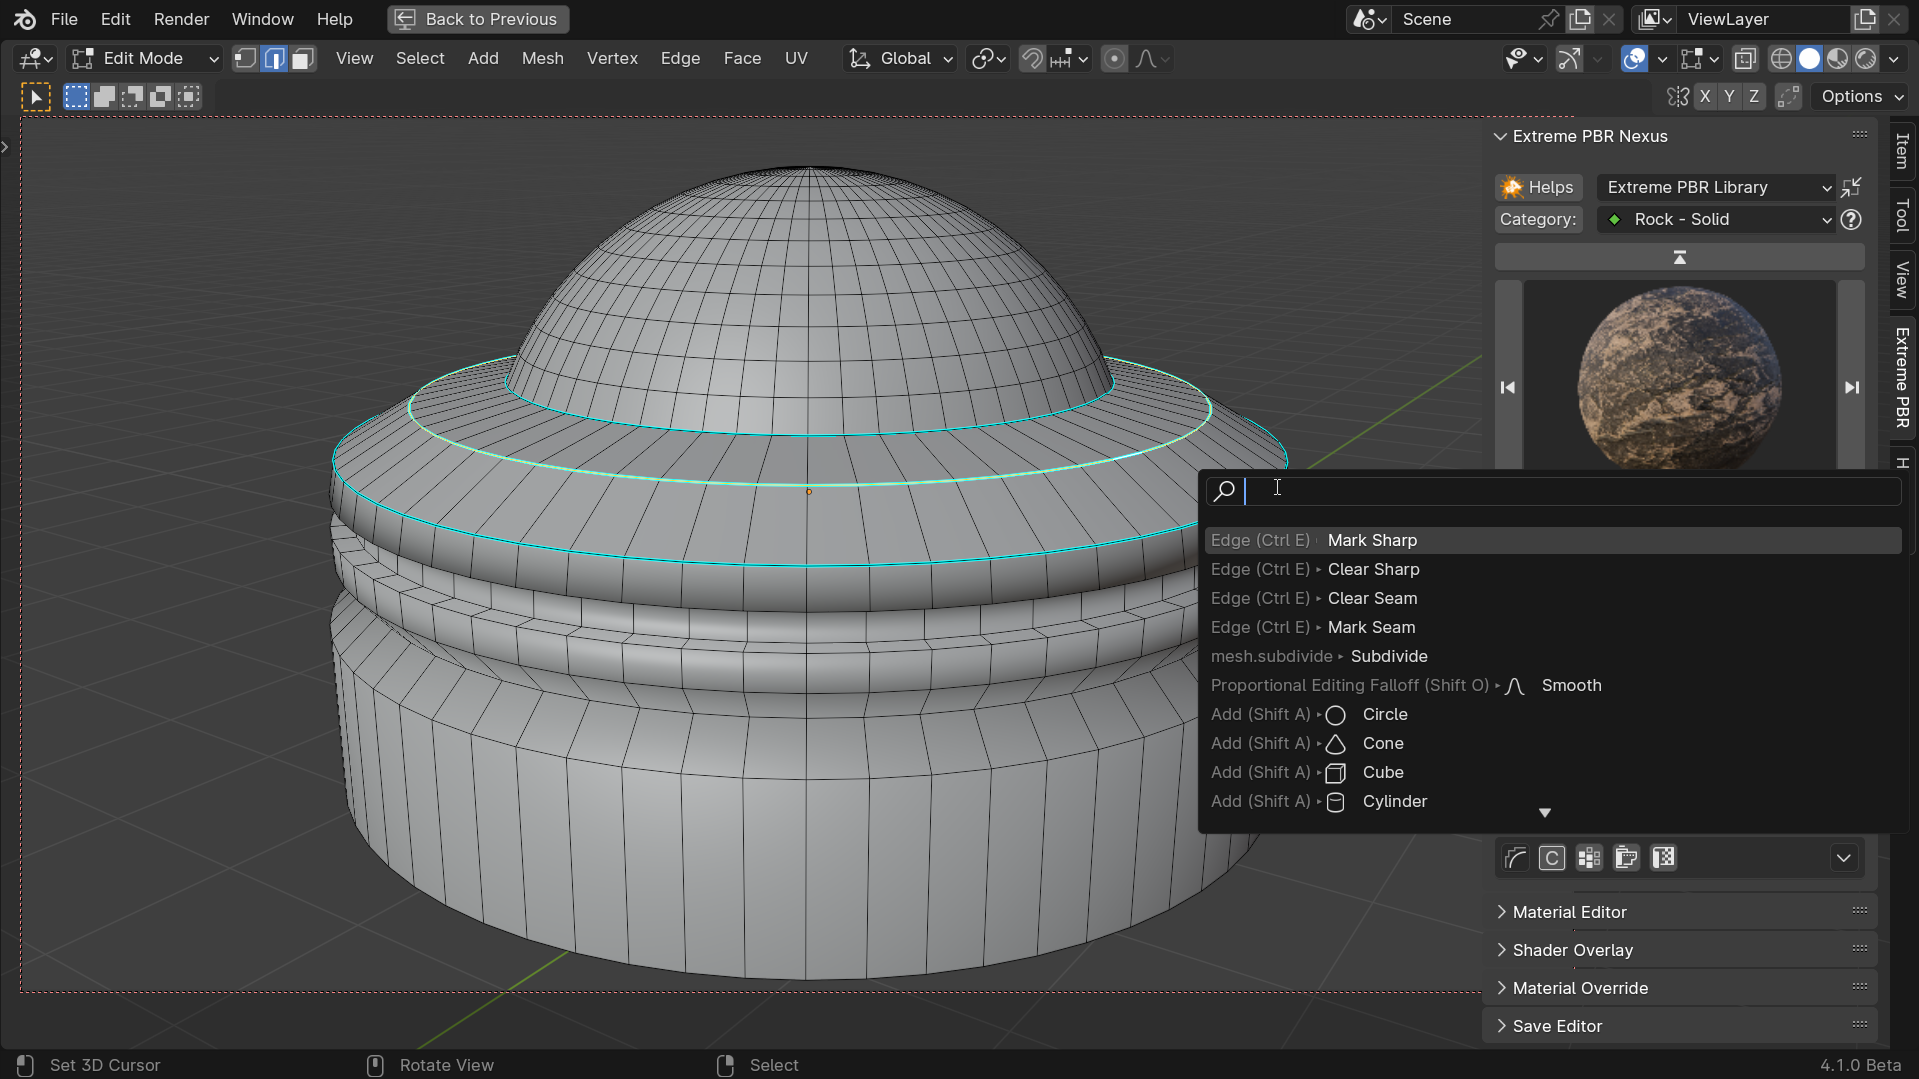 File Edit Render Window Help Back to Previous Scene ViewLayer
Edit Mode View Select Add Mesh Vertex Edge Face UV Global
X Y Z Options
Extreme PBR Nexus
Helps Extreme PBR Library
Category: Rock - Solid
Item
Tool
View
Extreme PBR
H
Edge (Ctrl E) Mark Sharp
Edge (Ctrl E) ▸ Clear Sharp
Edge (Ctrl E) ▸ Clear Seam
Edge (Ctrl E) ▸ Mark Seam
mesh.subdivide ▸ Subdivide
Proportional Editing Falloff (Shift O) ▸ Smooth
Add (Shift A) ▸ Circle
Add (Shift A) ▸ Cone
Add (Shift A) ▸ Cube
Add (Shift A) ▸ Cylinder
C
Material Editor
Shader Overlay
Material Override
Save Editor
Set 3D Cursor Rotate View Select 4.1.0 Beta